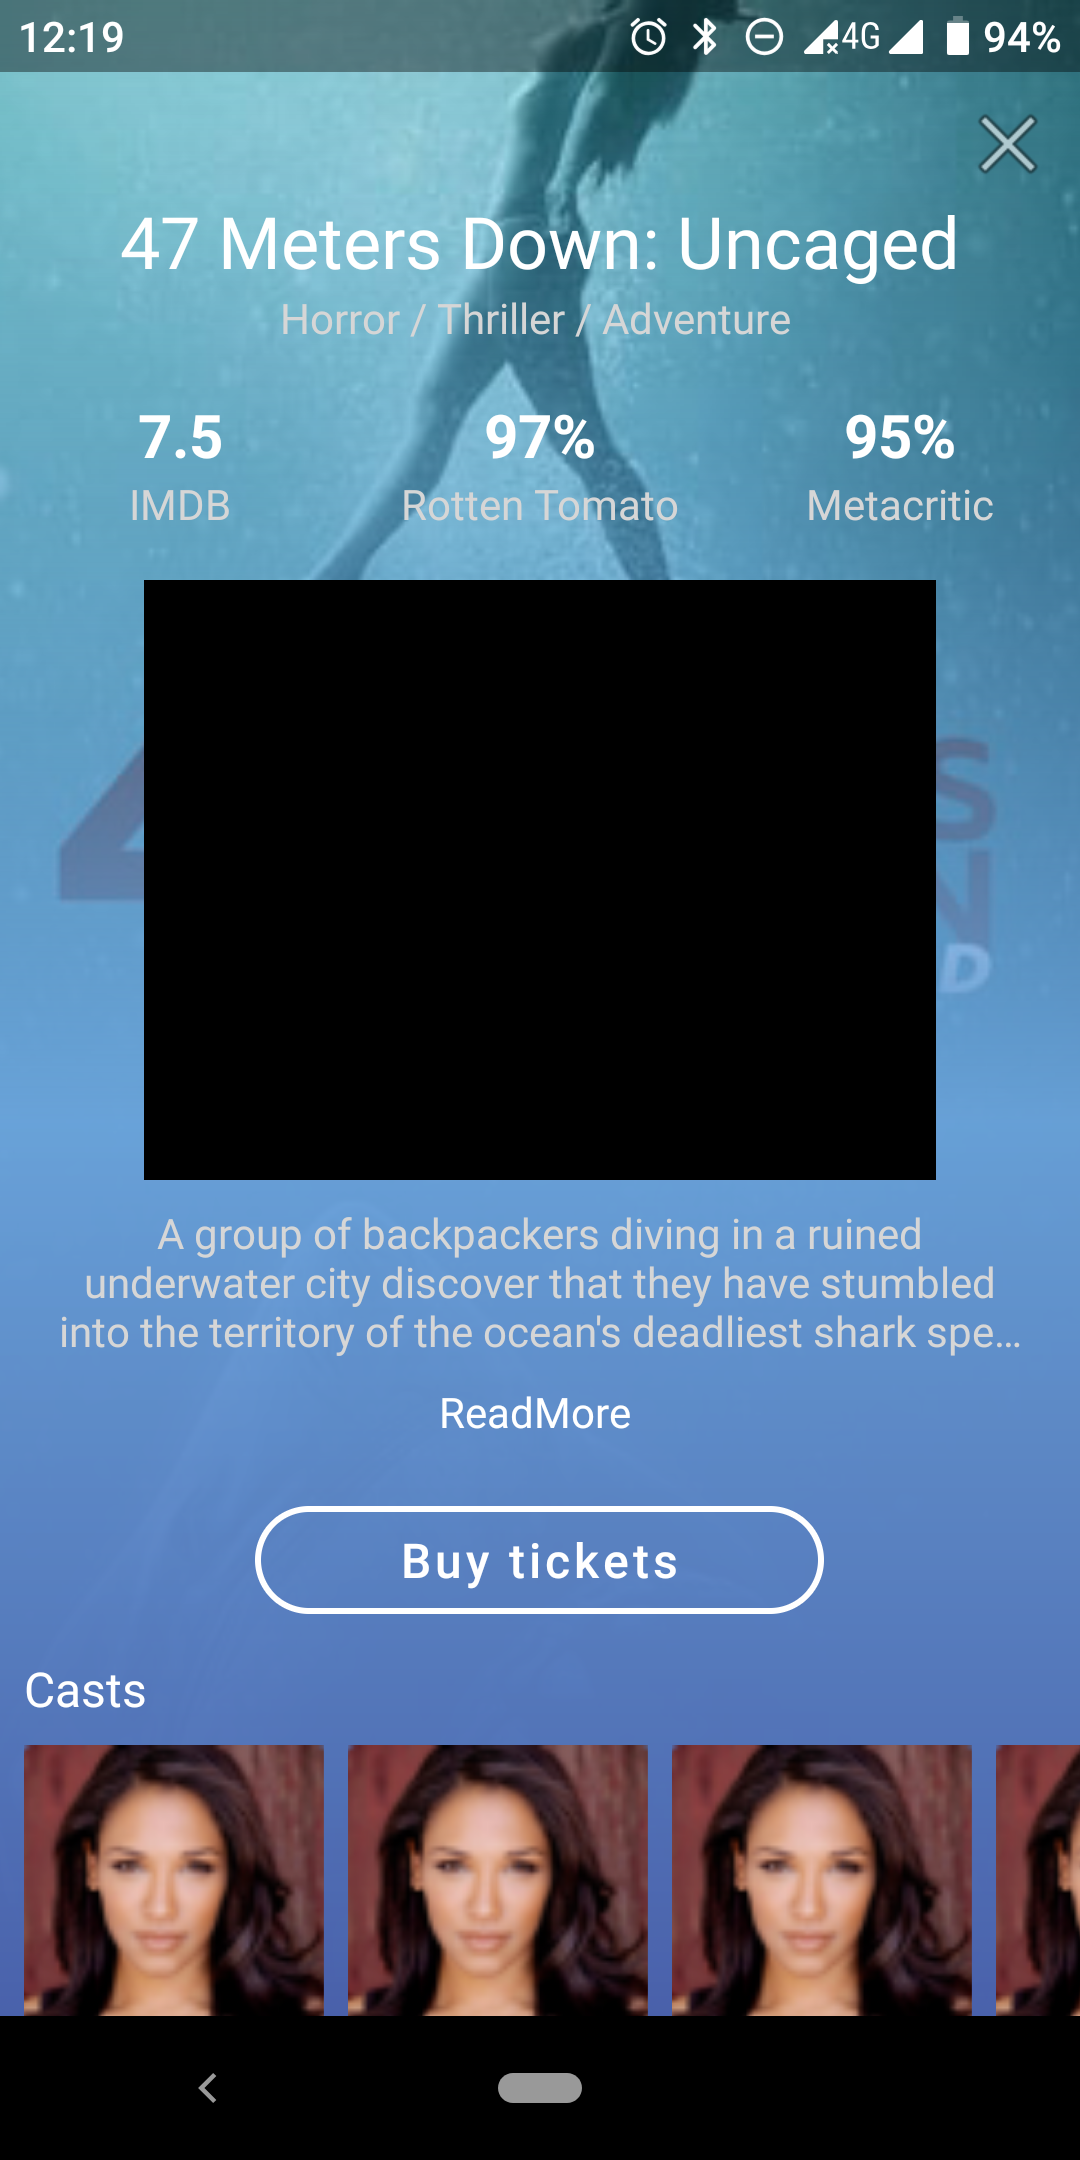 12:19
4G
94%
47 Meters Down: Uncaged
Horror / Thriller / Adventure
7.5
97%
95%
IMDB
Rotten Tomato
Metacritic
4
S
N
D
A group of backpackers diving in a ruined
underwater city discover that they have stumbled
into the territory of the ocean's deadliest shark spe...
ReadMore
Buy tickets
Casts